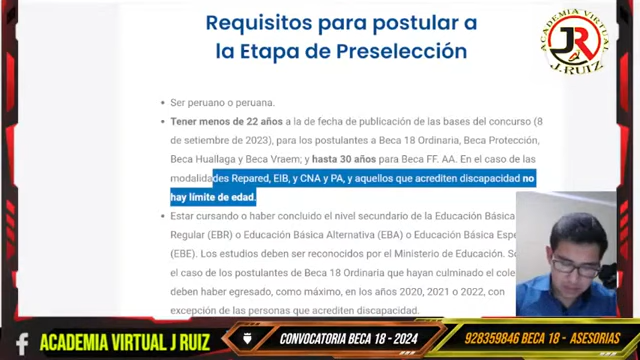 Requisitos para postular a
la Etapa de Preselección
ACADEMIA VIRTUAL
JR
J.RUIZ
• Ser peruano o peruana.
• Tener menos de 22 años a la de fecha de publicación de las bases del concurso (8
de setiembre de 2023), para los postulantes a Beca 18 Ordinaria, Beca Protección,
Beca Huallaga y Beca Vraem; y hasta 30 años para Beca FF. AA. En el caso de las
modalidades Repared, EIB, y CNA y PA, y aquellos que acrediten discapacidad no
hay límite de edad.
• Estar cursando o haber concluido el nivel secundario de la Educación Básica
Regular (EBR) o Educación Básica Alternativa (EBA) o Educación Básica Espe
(EBE). Los estudios deben ser reconocidos por el Ministerio de Educación. S
el caso de los postulantes de Beca 18 Ordinaria que hayan culminado el cole
deben haber egresado, como máximo, en los años 2020, 2021 o 2022, con
excepción de las personas que acrediten discapacidad.
f ACADEMIA VIRTUAL J RUIZ
CONVOCATORIA BECA 18 - 2024
928359846 BECA 18 - ASESORIAS